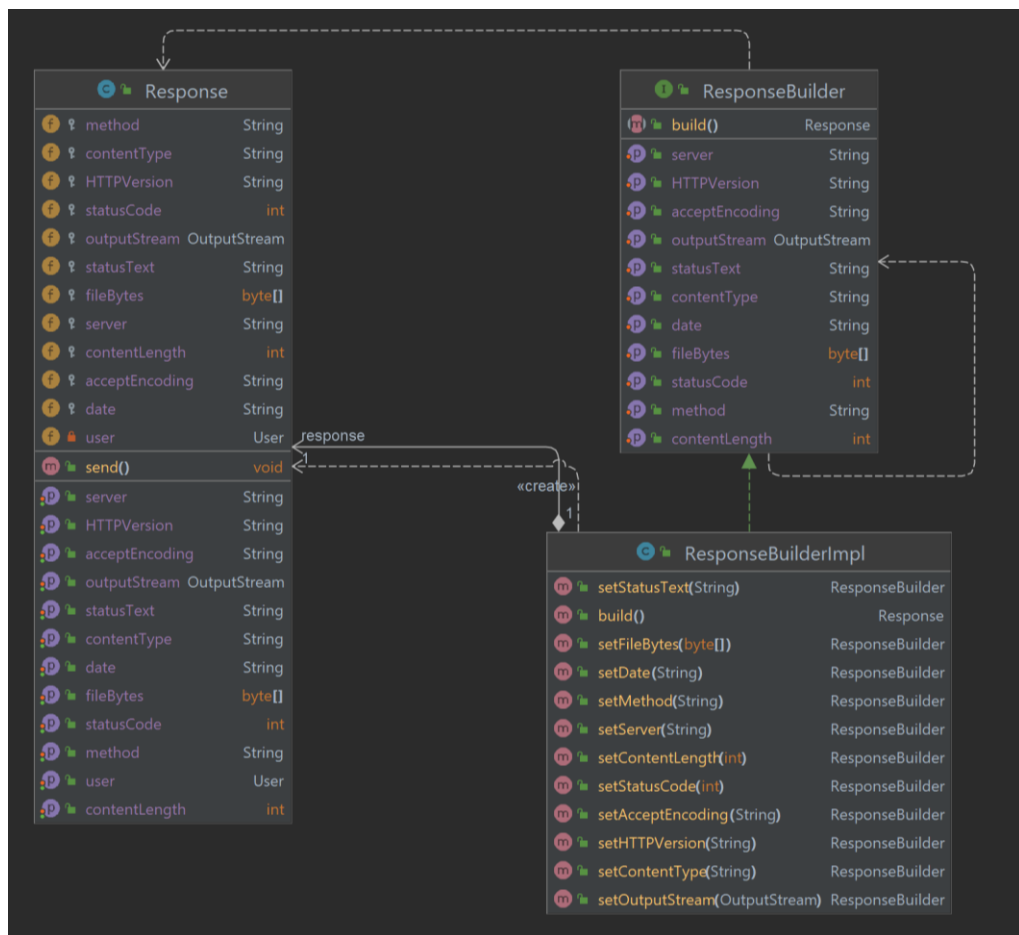 Response
method String
contentType String
HTTPVersion String
statusCode int
outputStream OutputStream
statusText String
fileBytes byte[]
server String
contentLength int
acceptEncoding String
date String
user User
send() void
server String
HTTPVersion String
acceptEncoding String
outputStream OutputStream
statusText String
contentType String
date String
fileBytes byte[]
statusCode int
method String
user User
contentLength int
ResponseBuilder
build() Response
server String
HTTPVersion String
acceptEncoding String
outputStream OutputStream
statusText String
contentType String
date String
fileBytes byte[]
statusCode int
method String
contentLength int
response
1
«create»
1
ResponseBuilderImpl
setStatusText(String) ResponseBuilder
build() Response
setFileBytes(byte[]) ResponseBuilder
setDate(String) ResponseBuilder
setMethod(String) ResponseBuilder
setServer(String) ResponseBuilder
setContentLength(int) ResponseBuilder
setStatusCode(int) ResponseBuilder
setAcceptEncoding(String) ResponseBuilder
setHTTPVersion(String) ResponseBuilder
setContentType(String) ResponseBuilder
setOutputStream(OutputStream) ResponseBuilder